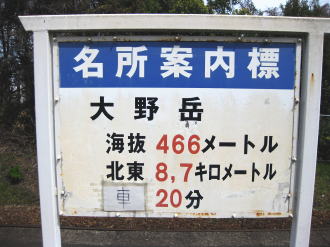 名所案内標
大野岳
海抜 466メートル
北東 8,7キロメートル
車 20分